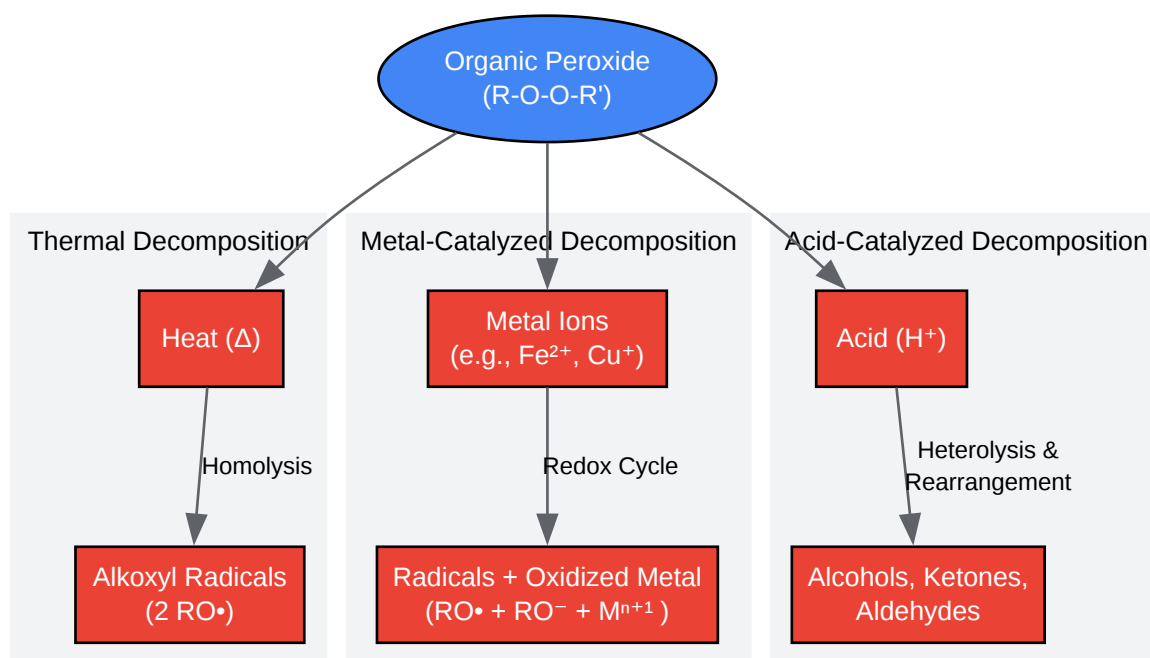 Organic Peroxide
(R-O-O-R')
Thermal Decomposition
Metal-Catalyzed Decomposition
Acid-Catalyzed Decomposition
Heat (Δ)
Metal Ions
(e.g., Fe²⁺, Cu⁺)
Acid (H⁺)
Homolysis
Redox Cycle
Heterolysis &
Rearrangement
Alkoxyl Radicals
(2 RO•)
Radicals + Oxidized Metal
(RO• + RO⁻ + Mⁿ⁺¹ )
Alcohols, Ketones,
Aldehydes